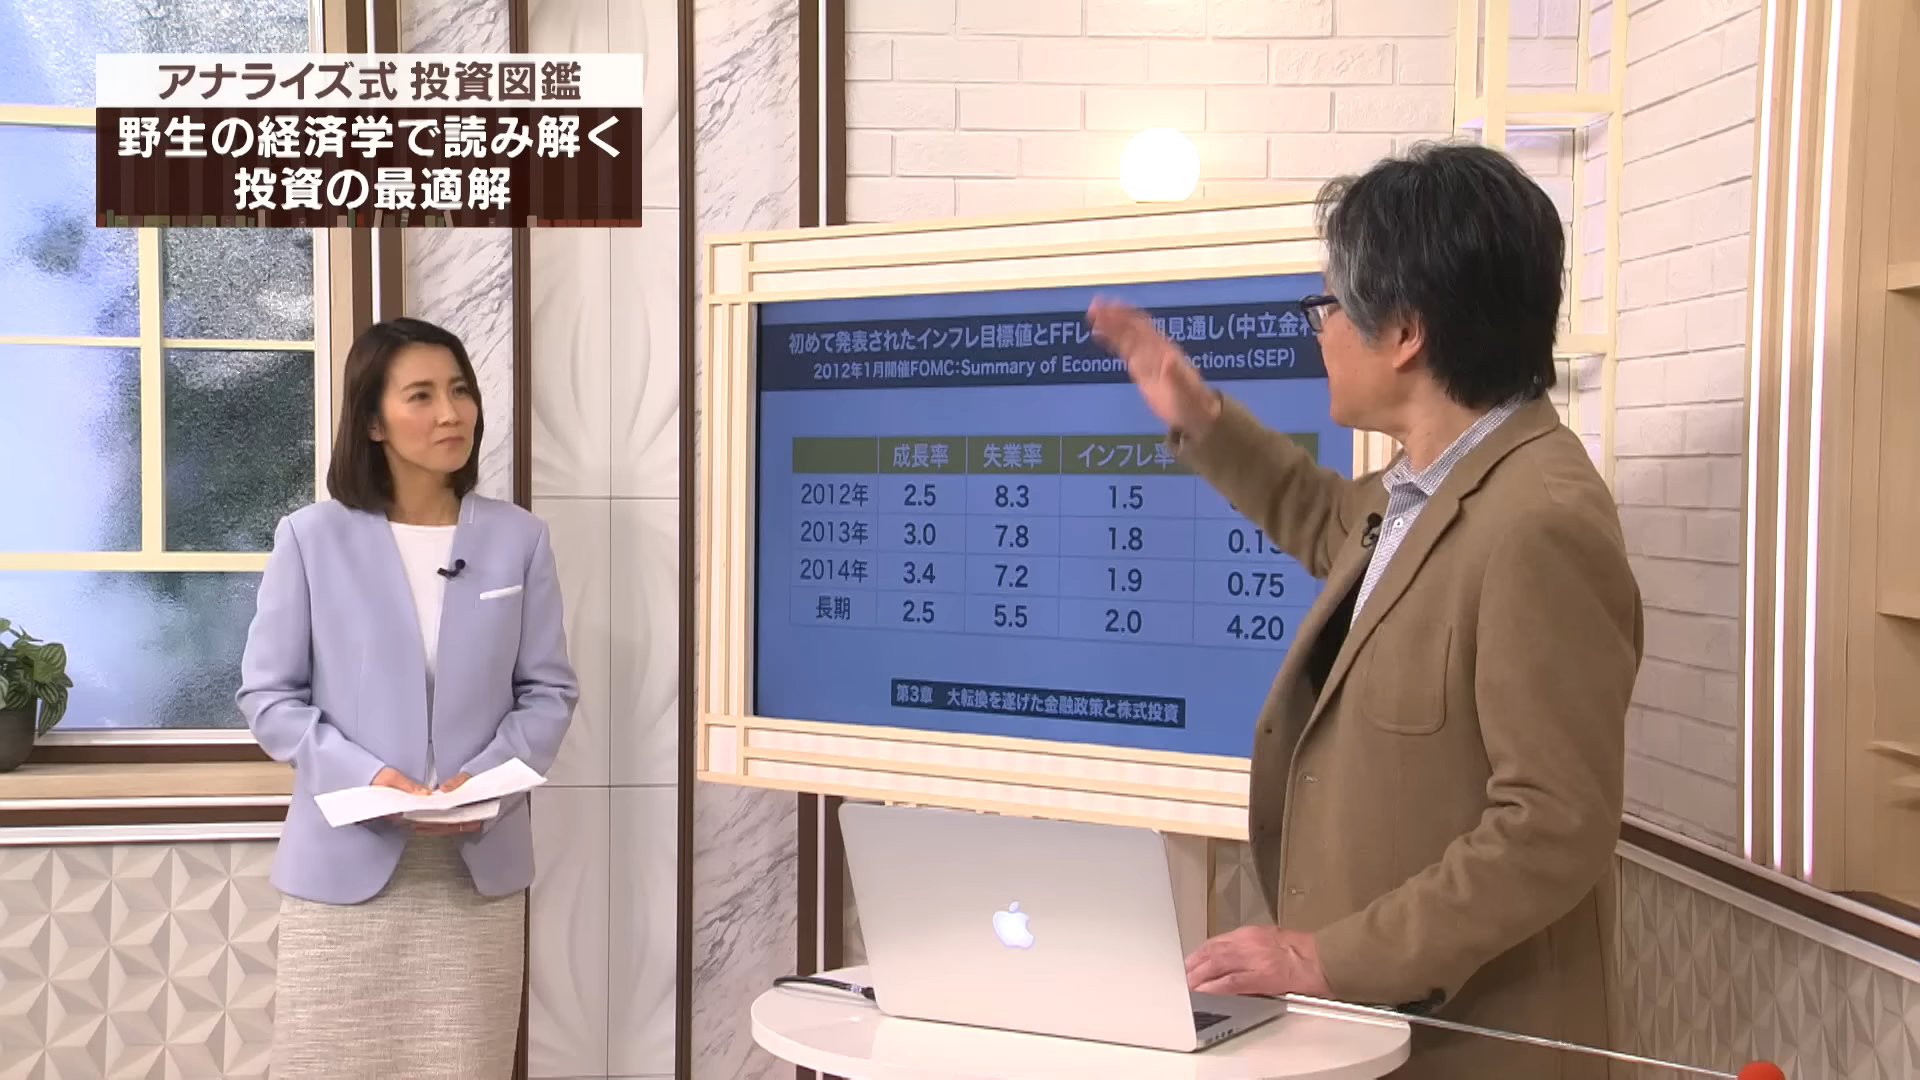 アナライズ式 投資図鑑
野生の経済学で読み解く
投資の最適解
初めて発表されたインフレ目標値とFFレ 期見通し(中立金利
2012年1月開催FOMC:Summary of Econom ections(SEP)
成長率 失業率 インフレ率
2012年 2.5 8.3 1.5
2013年 3.0 7.8 1.8 0.13
2014年 3.4 7.2 1.9 0.75
長期 2.5 5.5 2.0 4.20
第3章 大転換を遂げた金融政策と株式投資